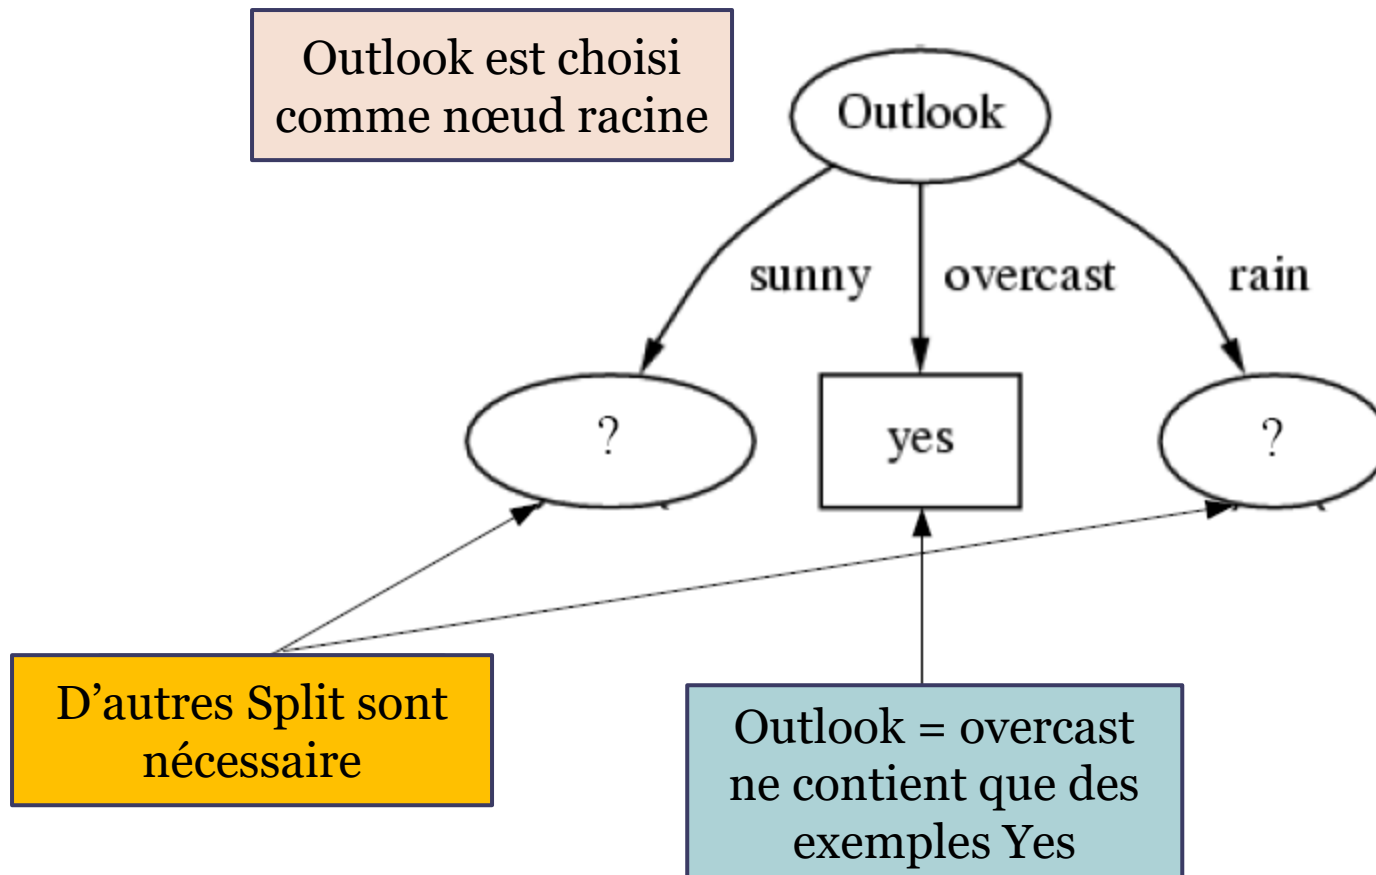 Outlook est choisi
comme nœud racine
Outlook
sunny
overcast
rain
?
yes
?
D’autres Split sont
nécessaire
Outlook = overcast
ne contient que des
exemples Yes